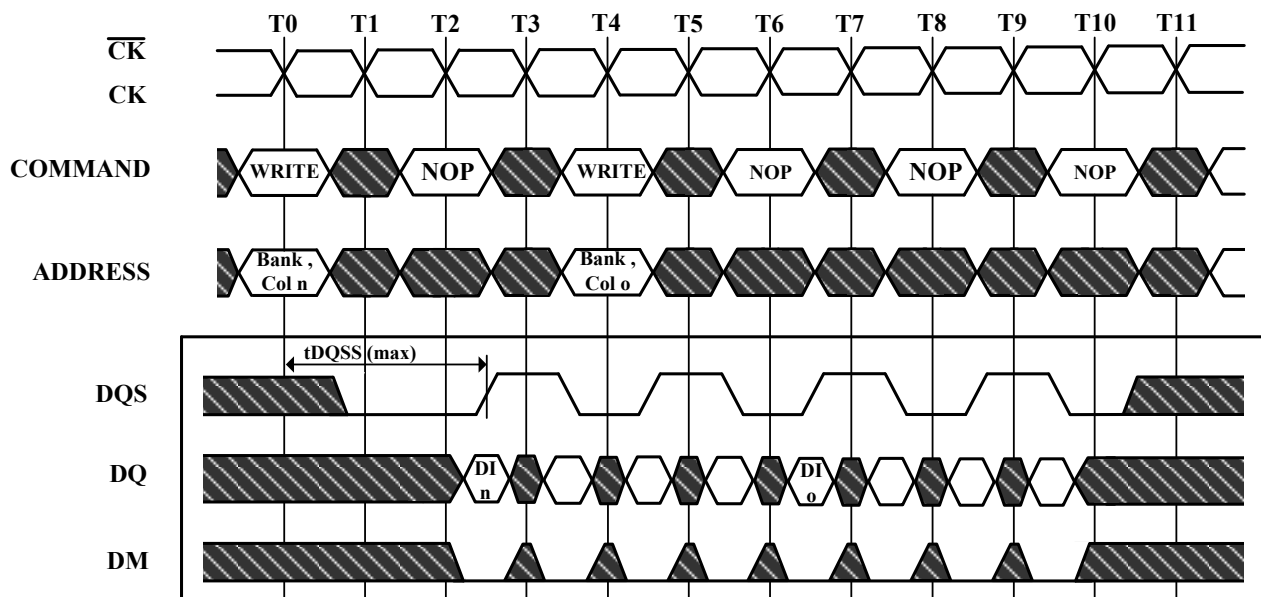 T0 T1 T2 T3 T4 T5 T6 T7 T8 T9 T10 T11
CK
CK
COMMAND WRITE NOP WRITE NOP NOP NOP
ADDRESS Bank , Col n Bank , Col o
tDQSS (max)
DQS
DQ DI n DI o
DM